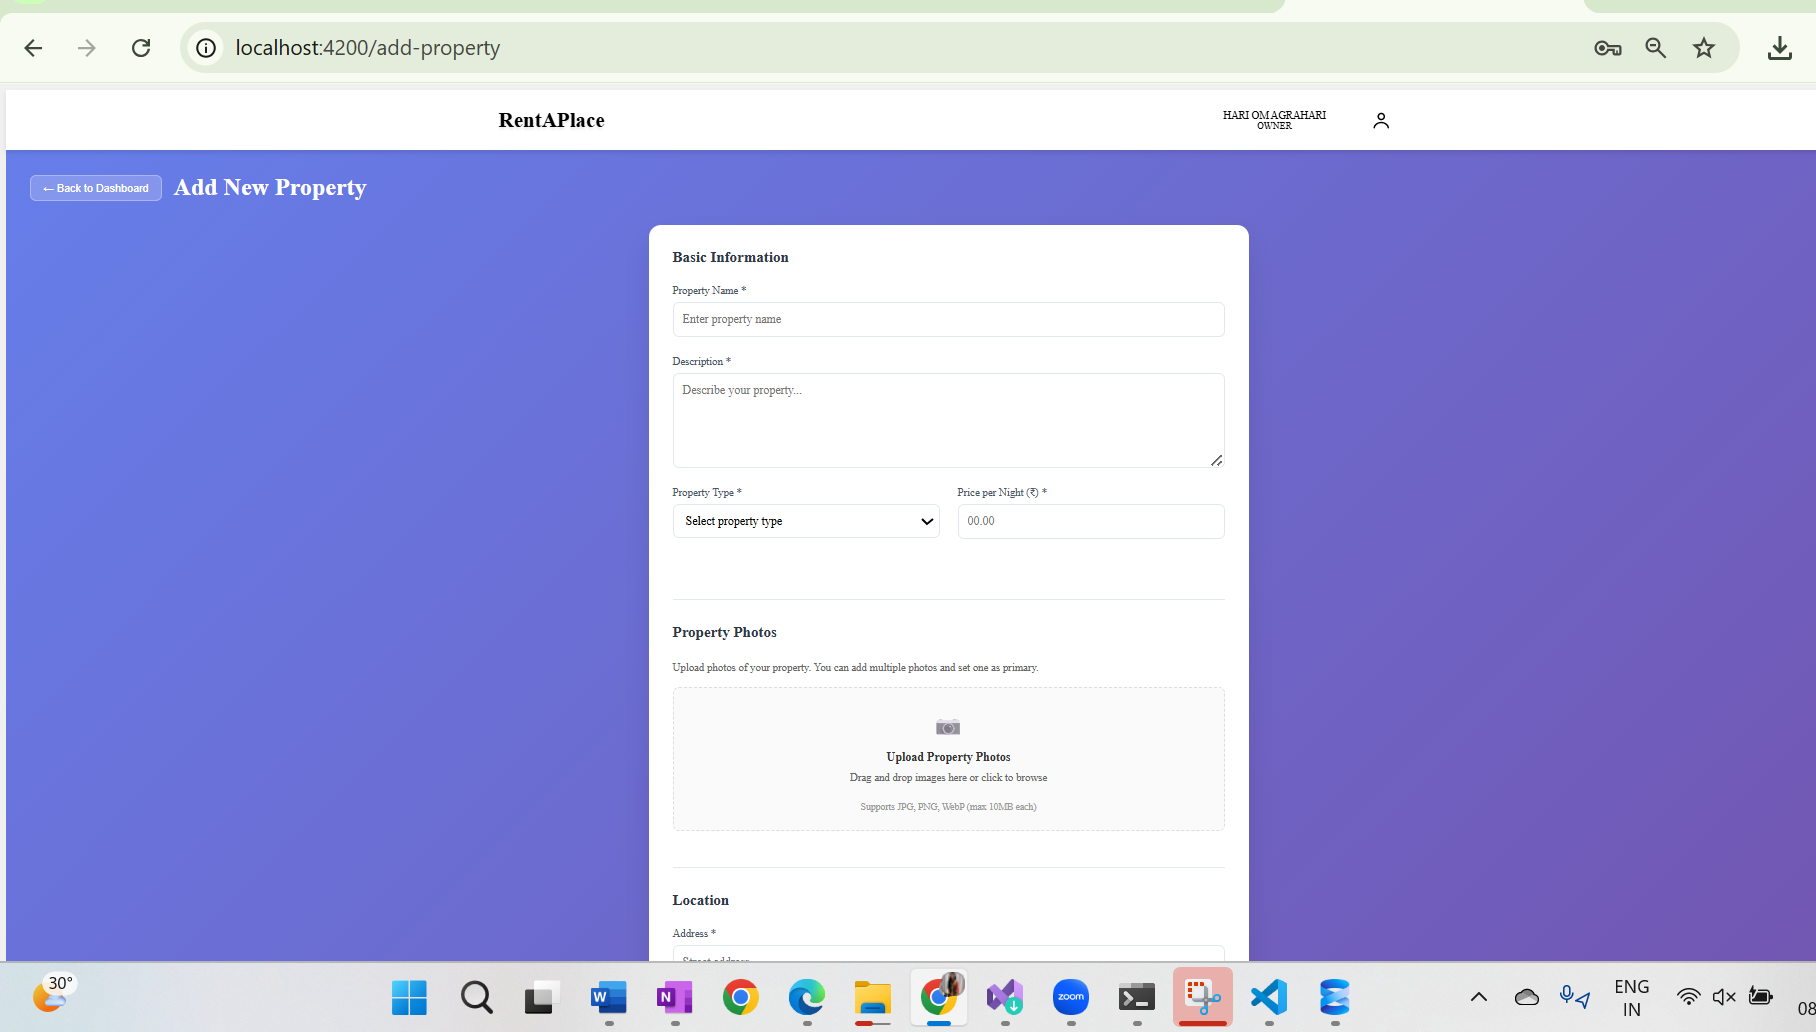 localhost:4200/add-property
RentAPlace
HARI OM AGRAHARI
OWNER
← Back to Dashboard
Add New Property
Basic Information
Property Name *
Enter property name
Description *
Describe your property...
Property Type *
Price per Night (₹) *
Select property type
00.00
Property Photos
Upload photos of your property. You can add multiple photos and set one as primary.
Upload Property Photos
Drag and drop images here or click to browse
Supports JPG, PNG, WebP (max 10MB each)
Location
Address *
Street address
30°
W
N
zoom
ENG
IN
08